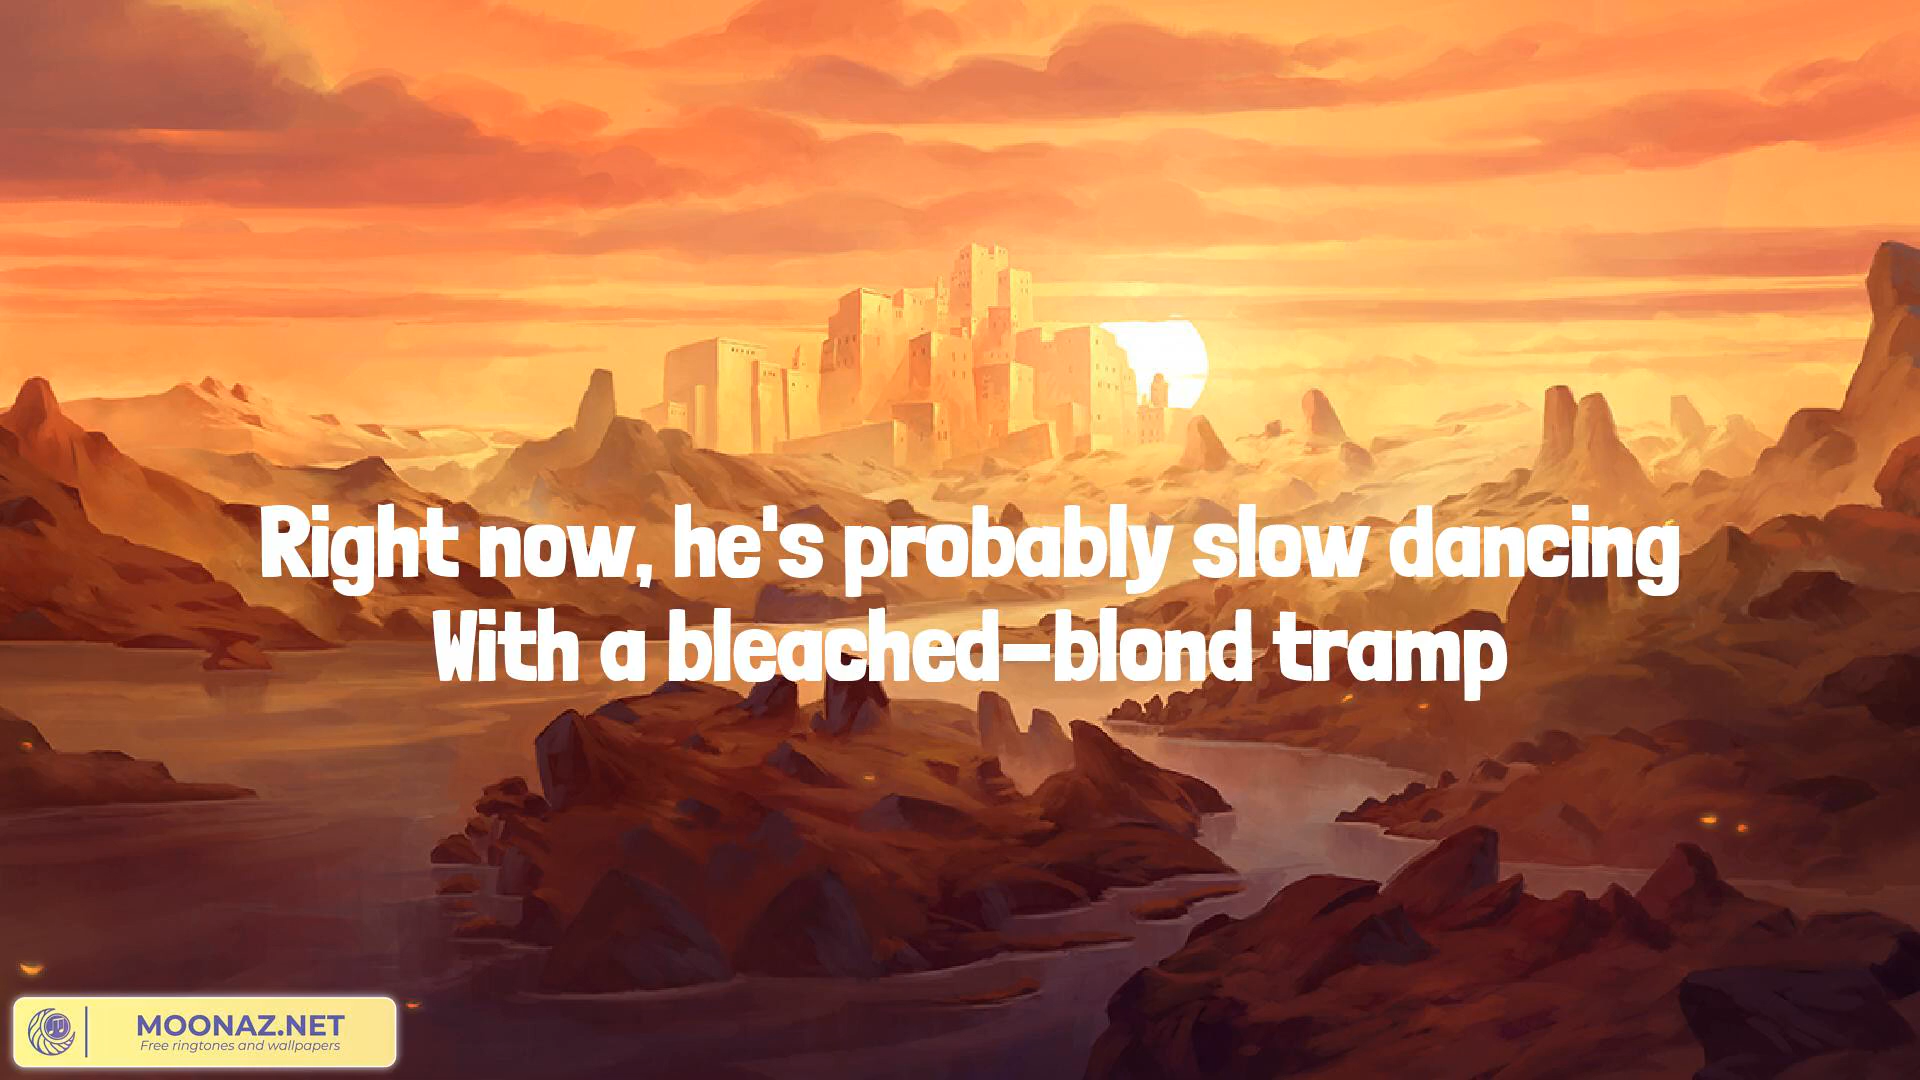 Right now, he's probably slow dancing
With a bleached-blond tramp
MOONAZ.NET
Free ringtones and wallpapers